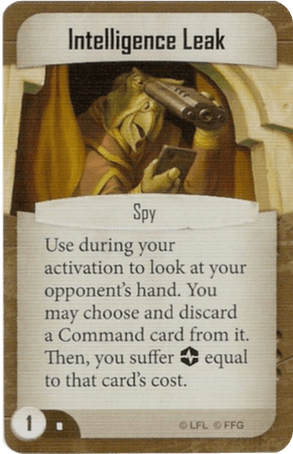 Intelligence Leak
Spy
Use during your
activation to look at your
opponent's hand. You
may choose and discard
a Command card from it.
Then, you suffer equal
to that card's cost.
1
© LFL © FFG